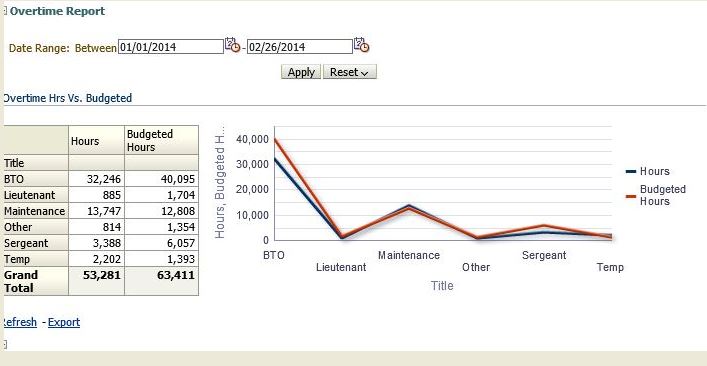 Overtime Report
Date Range: Between 01/01/2014 - 02/26/2014
Apply Reset
Overtime Hrs Vs. Budgeted
Hours Budgeted Hours
Title
BTO 32,246 40,095
Lieutenant 885 1,704
Maintenance 13,747 12,808
Other 814 1,354
Sergeant 3,388 6,057
Temp 2,202 1,393
Grand Total 53,281 63,411
Hours, Budgeted H...
40,000
30,000
20,000
10,000
0
BTO Lieutenant Maintenance Other Sergeant Temp
Title
Hours
Budgeted
Hours
Refresh - Export